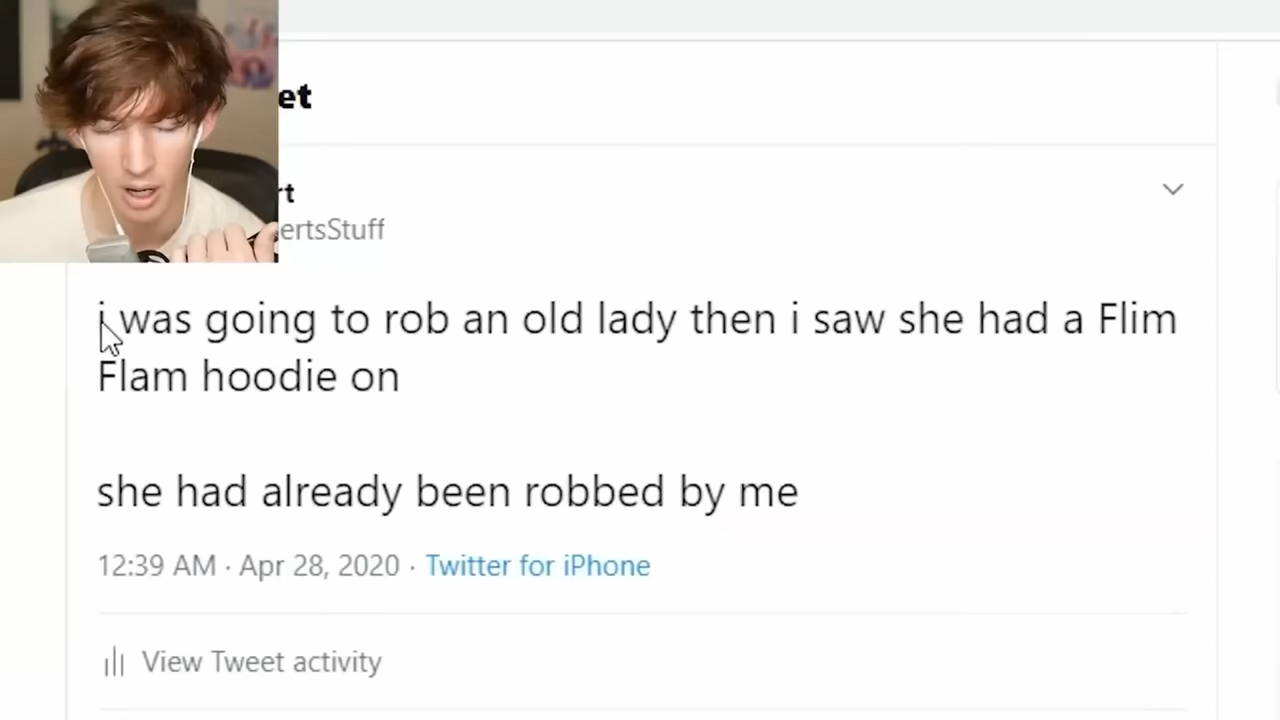 et
rt
ertsStuff
i was going to rob an old lady then i saw she had a Flim
Flam hoodie on
she had already been robbed by me
12:39 AM · Apr 28, 2020 · Twitter for iPhone
View Tweet activity